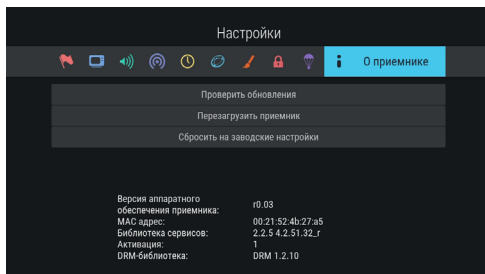 Настройки
О приемнике
Проверить обновления
Перезагрузить приемник
Сбросить на заводские настройки
Версия аппаратного
обеспечения приемника: r0.03
MAC адрес: 00:21:52:4b:27:a5
Библиотека сервисов: 2.2.5 4.2.51.32_r
Активация: 1
DRM-библиотека: DRM 1.2.10